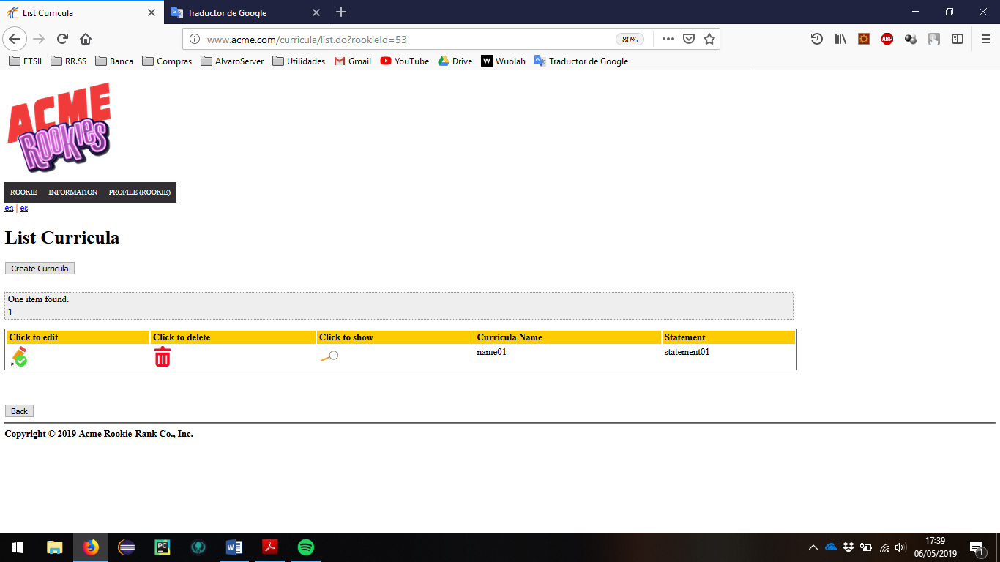 List Curricula
Traductor de Google
www.acme.com/curricula/list.do?rookieId=53
80%
ABP
ETSII
RR.SS
Banca
Compras
AlvaroServer
Utilidades
Gmail
YouTube
Drive
W Wuolah
Traductor de Google
ACME
Rookies
ROOKIE INFORMATION PROFILE (ROOKIE)
en | es
List Curricula
Create Curricula
One item found.
1
Click to edit Click to delete Click to show Curricula Name Statement
name01 statement01
Back
Copyright © 2019 Acme Rookie-Rank Co., Inc.
PC
W
17:39
06/05/2019
1